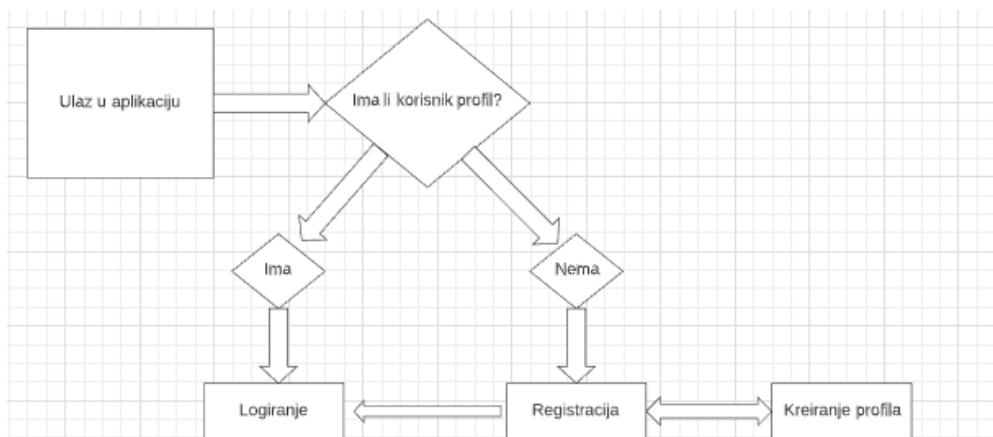 Ulaz u aplikaciju
Ima li korisnik profil?
Ima
Nema
Logiranje
Registracija
Kreiranje profila